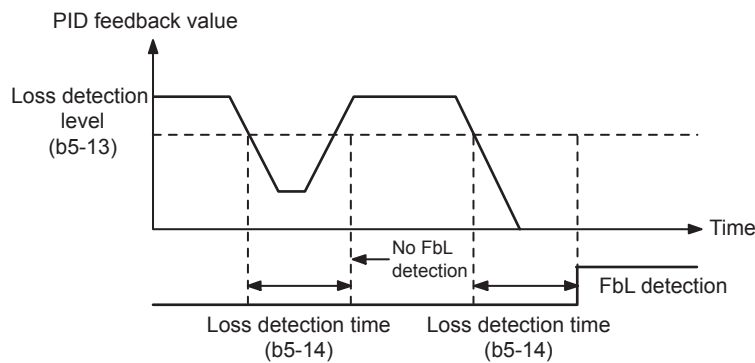 PID feedback value
Loss detection
level
(b5-13)
Time
No FbL
detection
FbL detection
Loss detection time
(b5-14)
Loss detection time
(b5-14)